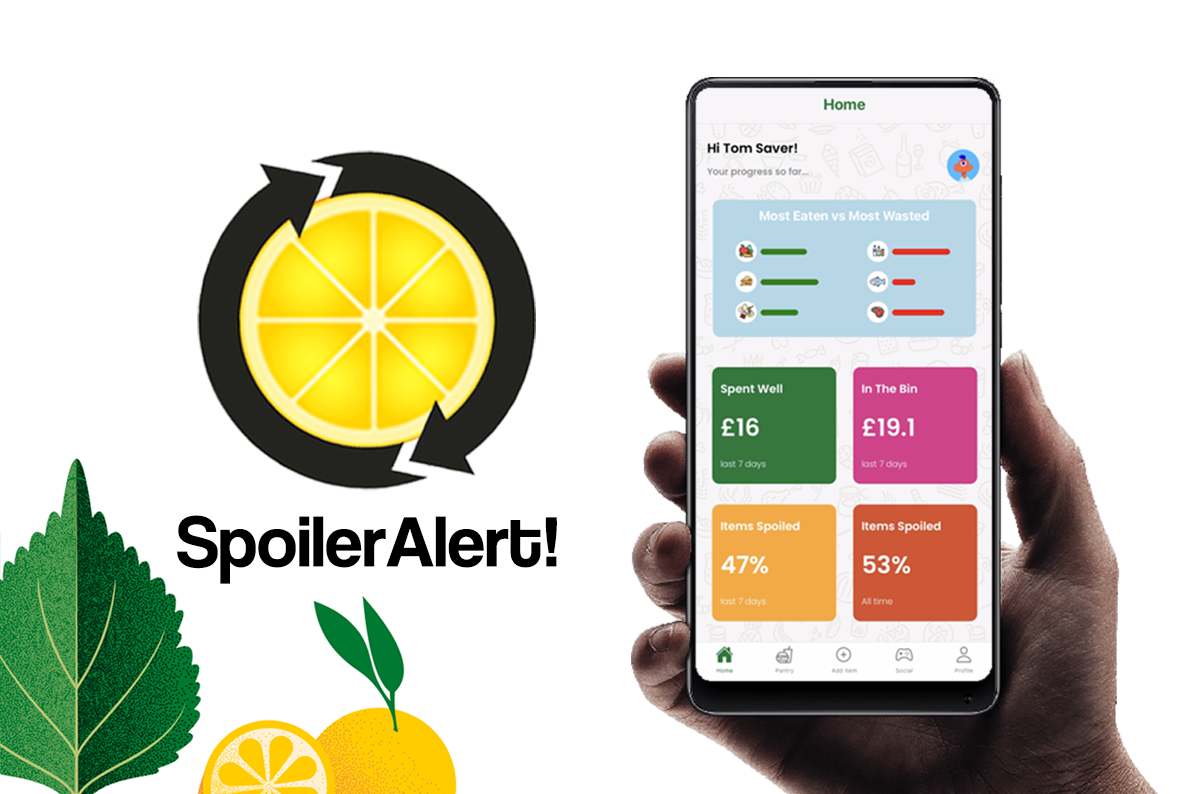 SpoilerAlert!
Home
Hi Tom Saver!
Your progress so far...
Most Eaten vs Most Wasted
Spent Well
£16
last 7 days
In The Bin
£19.1
last 7 days
Items Spoiled
47%
last 7 days
Items Spoiled
53%
All time
Home
Pantry
Add Item
Social
Profile